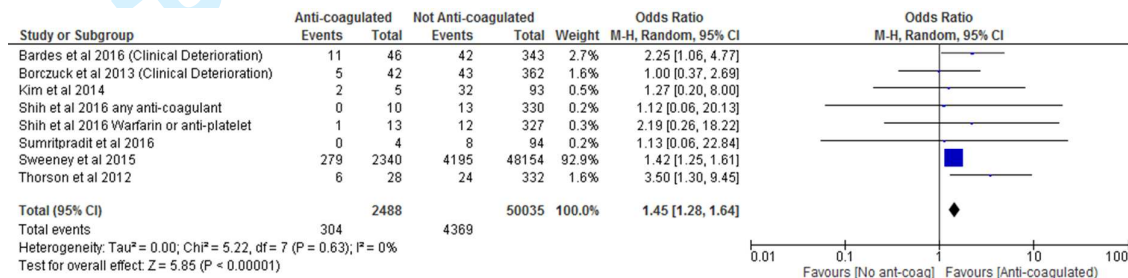 Anti-coagulated Not Anti-coagulated Odds Ratio Odds Ratio
Study or Subgroup Events Total Events Total Weight M-H, Random, 95% CI M-H, Random, 95% CI
Bardes et al 2016 (Clinical Deterioration) 11 46 42 343 2.7% 2.25 [1.06, 4.77]
Borczuck et al 2013 (Clinical Deterioration) 5 42 43 362 1.6% 1.00 [0.37, 2.69]
Kim et al 2014 2 5 32 93 0.5% 1.27 [0.20, 8.00]
Shih et al 2016 any anti-coagulant 0 10 13 330 0.2% 1.12 [0.06, 20.13]
Shih et al 2016 Warfarin or anti-platelet 1 13 12 327 0.3% 2.19 [0.26, 18.22]
Sumritpradit et al 2016 0 4 8 94 0.2% 1.13 [0.06, 22.84]
Sweeney et al 2015 279 2340 4195 48154 92.9% 1.42 [1.25, 1.61]
Thorson et al 2012 6 28 24 332 1.6% 3.50 [1.30, 9.45]
Total (95% CI) 2488 50035 100.0% 1.45 [1.28, 1.64]
Total events 304 4369
Heterogeneity: Tau² = 0.00; Chi² = 5.22, df = 7 (P = 0.63); I² = 0%
Test for overall effect: Z = 5.85 (P < 0.00001)
0.01 0.1 1 10 100
Favours [No ant-coag] Favours [Anti-coagulated)